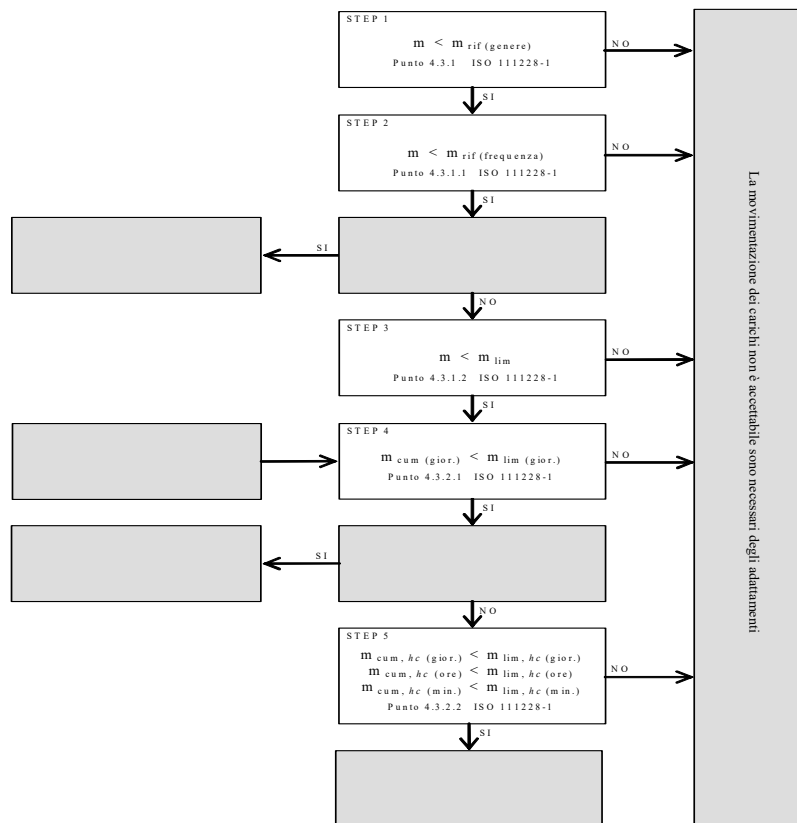 STEP 1
m < m rif (genere)
Punto 4.3.1 ISO 111228-1
NO
SI
STEP 2
m < m rif (frequenza)
Punto 4.3.1.1 ISO 111228-1
NO
SI
SI
NO
STEP 3
m < m lim
Punto 4.3.1.2 ISO 111228-1
NO
SI
STEP 4
m cum (gior.) < m lim (gior.)
Punto 4.3.2.1 ISO 111228-1
NO
SI
SI
NO
STEP 5
m cum, hc (gior.) < m lim, hc (gior.)
m cum, hc (ore) < m lim, hc (ore)
m cum, hc (min.) < m lim, hc (min.)
Punto 4.3.2.2 ISO 111228-1
NO
SI
La movimentazione dei carichi non è accettabile sono necessari degli adattamenti